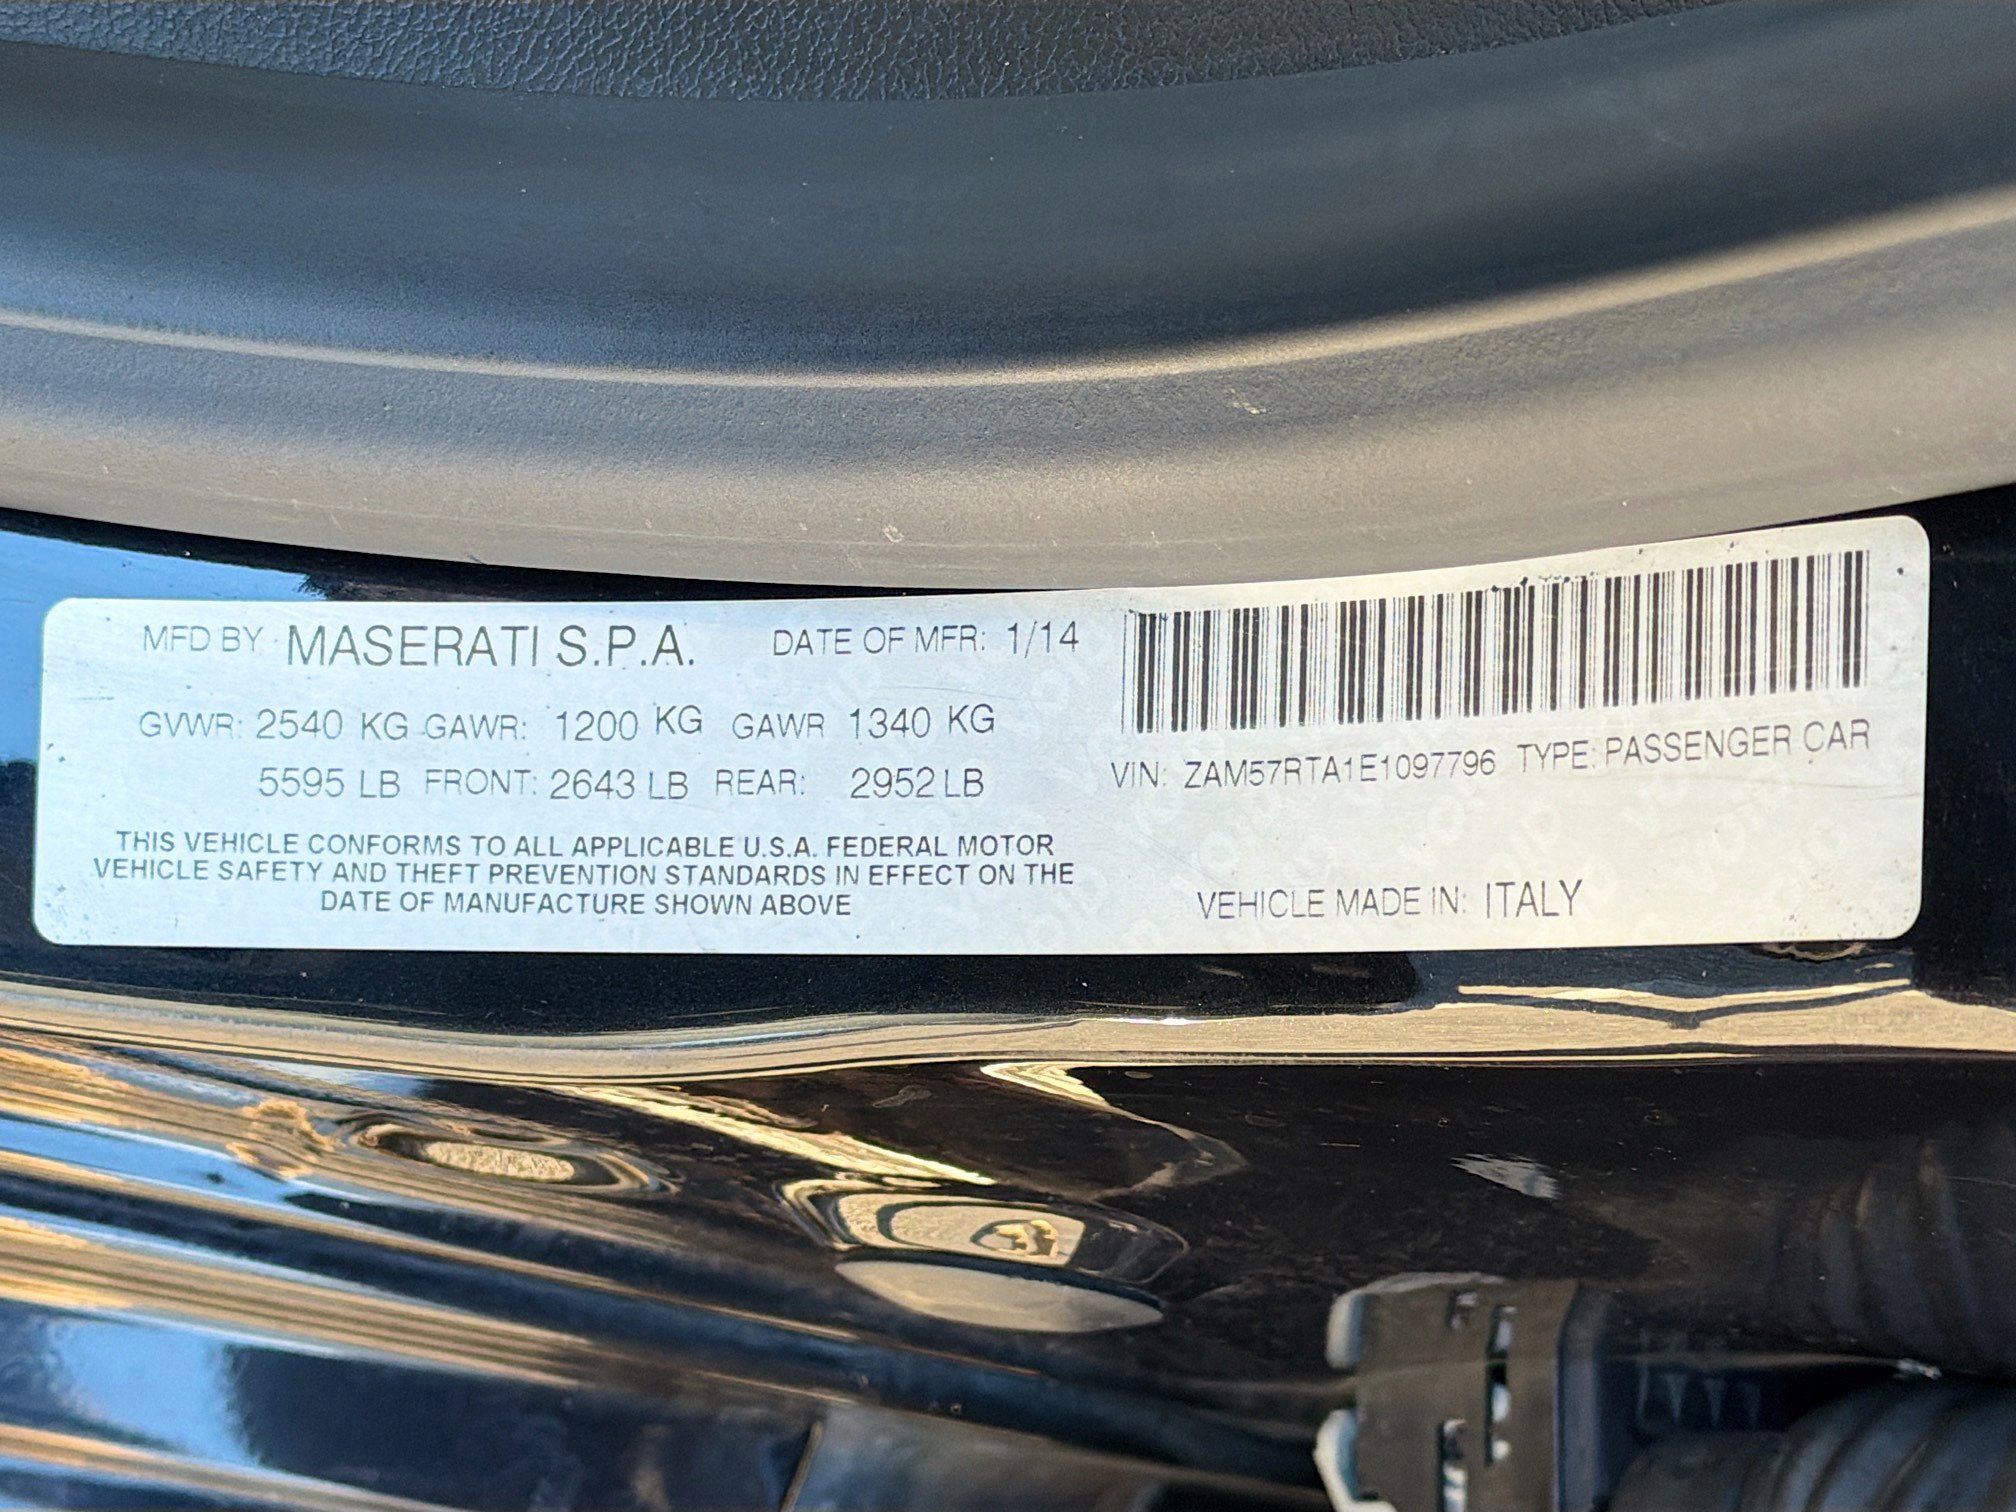 MFD BY MASERATI S.P.A. DATE OF MFR: 1/14
GVWR: 2540 KG GAWR: 1200 KG GAWR 1340 KG
5595 LB FRONT: 2643 LB REAR: 2952 LB
THIS VEHICLE CONFORMS TO ALL APPLICABLE U.S.A. FEDERAL MOTOR
VEHICLE SAFETY AND THEFT PREVENTION STANDARDS IN EFFECT ON THE
DATE OF MANUFACTURE SHOWN ABOVE
VIN: ZAM57RTA1E1097796 TYPE: PASSENGER CAR
VEHICLE MADE IN: ITALY